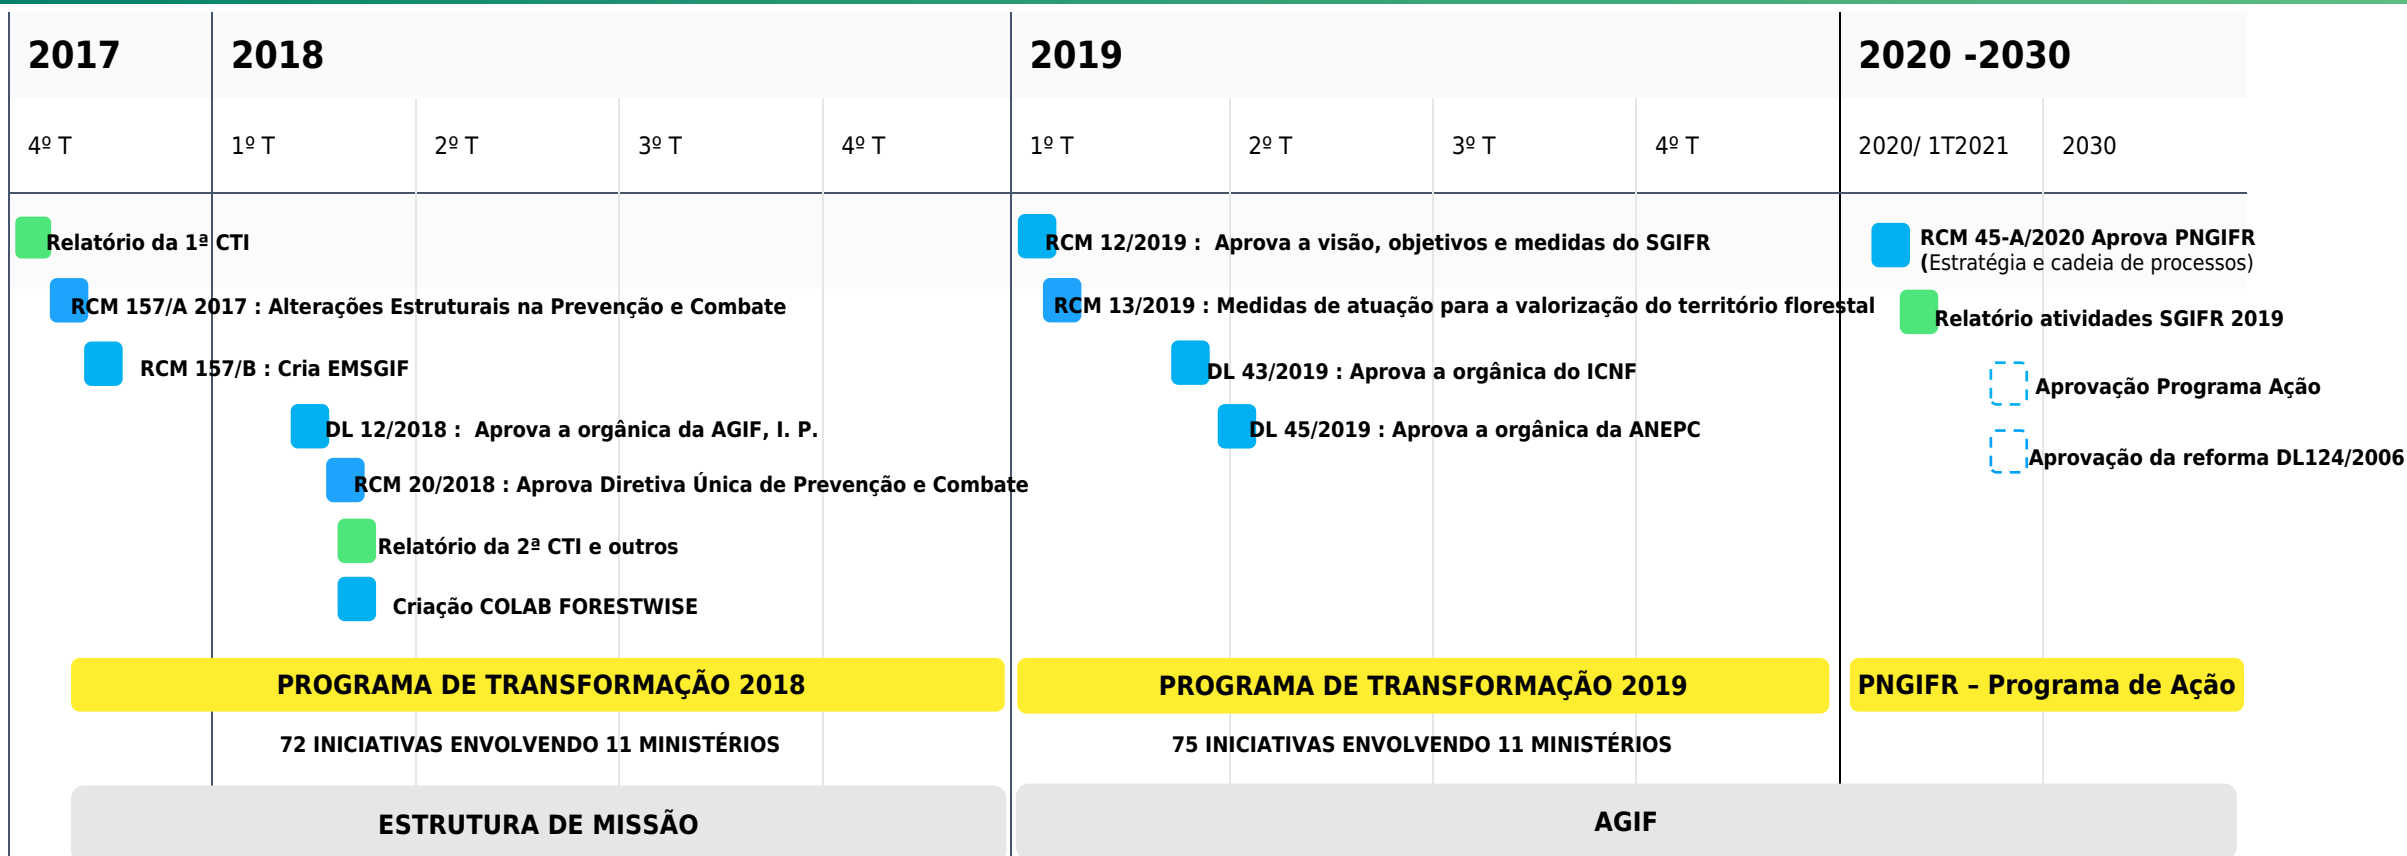 2017
2018
2019
2020 -2030
4º T
1º T
2º T
3º T
4º T
1º T
2º T
3º T
4º T
2020/ 1T2021
2030
Relatório da 1ª CTI
RCM 157/A 2017 : Alterações Estruturais na Prevenção e Combate
RCM 157/B : Cria EMSGIF
DL 12/2018 :  Aprova a orgânica da AGIF, I. P.
RCM 20/2018 : Aprova Diretiva Única de Prevenção e Combate
Relatório da 2ª CTI e outros
Criação COLAB FORESTWISE
RCM 12/2019 :  Aprova a visão, objetivos e medidas do SGIFR
RCM 13/2019 : Medidas de atuação para a valorização do território florestal
DL 43/2019 : Aprova a orgânica do ICNF
DL 45/2019 : Aprova a orgânica da ANEPC
RCM 45-A/2020 Aprova PNGIFR
(Estratégia e cadeia de processos)
Relatório atividades SGIFR 2019
Aprovação Programa Ação
Aprovação da reforma DL124/2006
PROGRAMA DE TRANSFORMAÇÃO 2018
PROGRAMA DE TRANSFORMAÇÃO 2019
PNGIFR – Programa de Ação
72 INICIATIVAS ENVOLVENDO 11 MINISTÉRIOS
75 INICIATIVAS ENVOLVENDO 11 MINISTÉRIOS
ESTRUTURA DE MISSÃO
AGIF